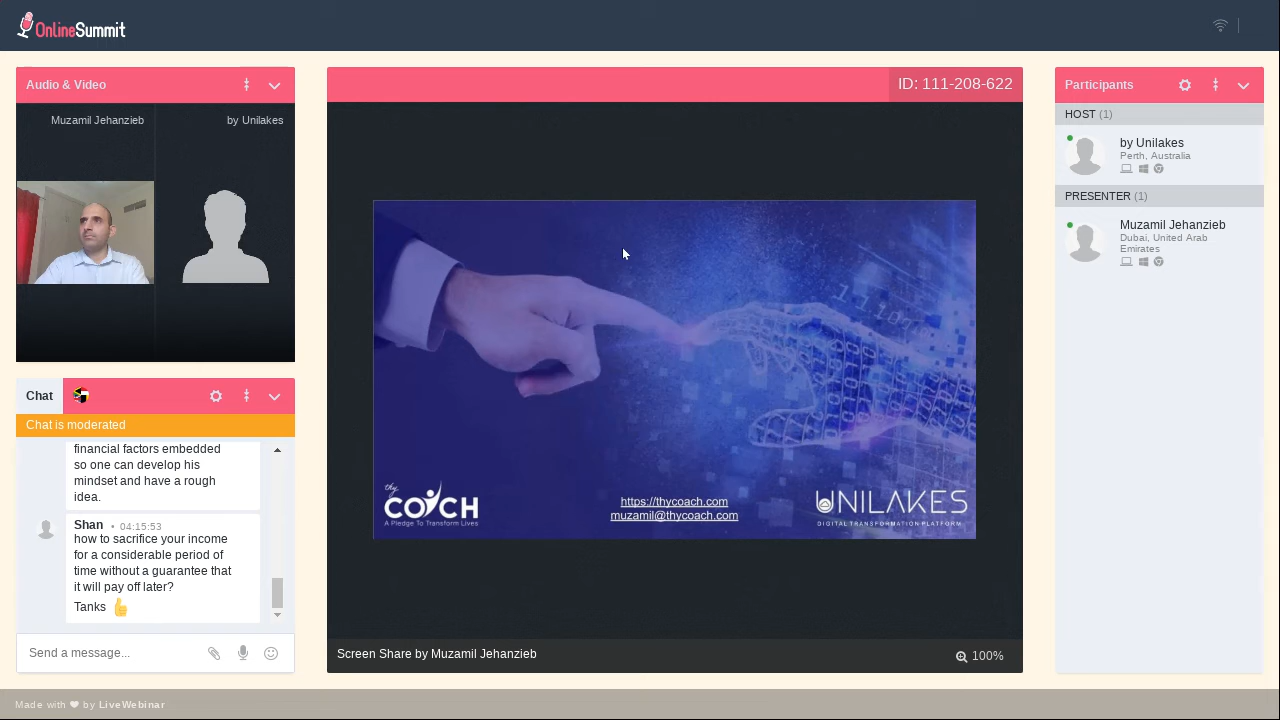 OnlineSummit
Audio & Video
Muzamil Jehanzieb
by Unilakes
Chat
Chat is moderated
financial factors embedded
so one can develop his
mindset and have a rough
idea.
Shan • 04:15:53
how to sacrifice your income
for a considerable period of
time without a guarantee that
it will pay off later?
Tanks
Send a message...
ID: 111-208-622
thy
COACH
A Pledge To Transform Lives
https://thycoach.com
muzamil@thycoach.com
UNILAKES
DIGITAL TRANSFORMATION PLATFORM
Screen Share by Muzamil Jehanzieb
100%
Participants
HOST (1)
by Unilakes
Perth, Australia
PRESENTER (1)
Muzamil Jehanzieb
Dubai, United Arab
Emirates
Made with ❤ by LiveWebinar